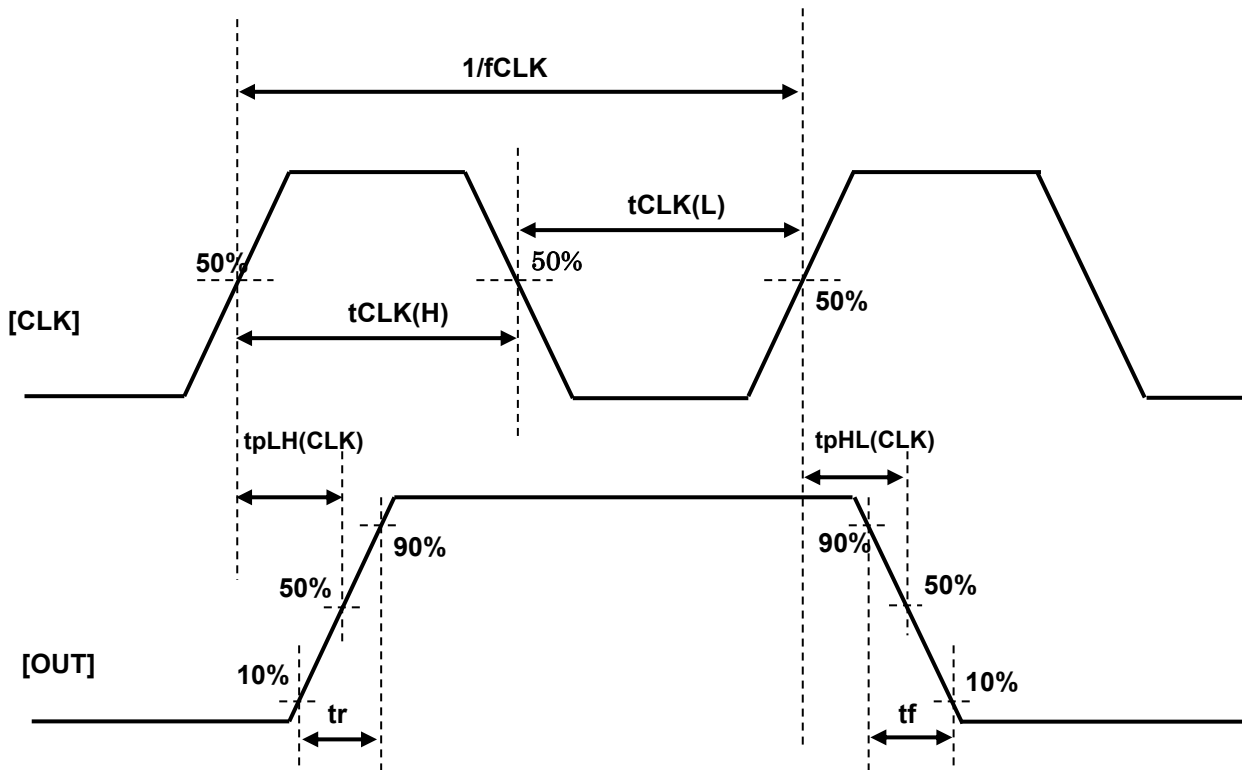 1/fCLK
tCLK(L)
50%
50%
50%
tCLK(H)
[CLK]
tpLH(CLK)
tpHL(CLK)
90%
90%
50%
50%
[OUT]
10%
10%
tr
tf